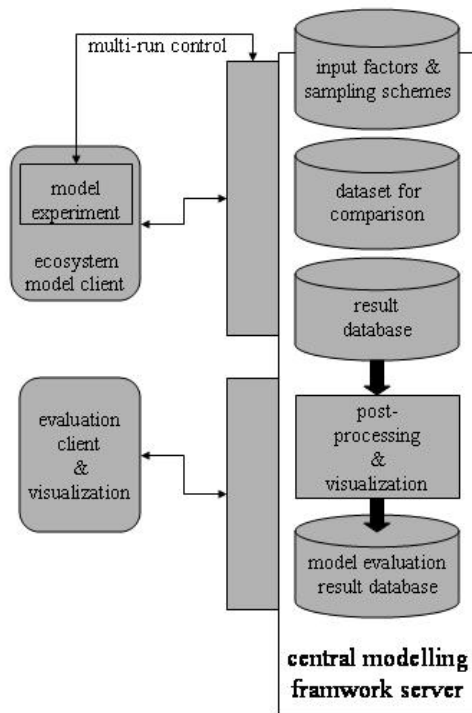 multi-run control
input factors &
sampling schemes
model
experiment
ecosystem
model client
dataset for
comparison
result
database
evaluation
client
&
visualization
post-
processing
&
visualization
model evaluation
result database
central modelling
framwork server